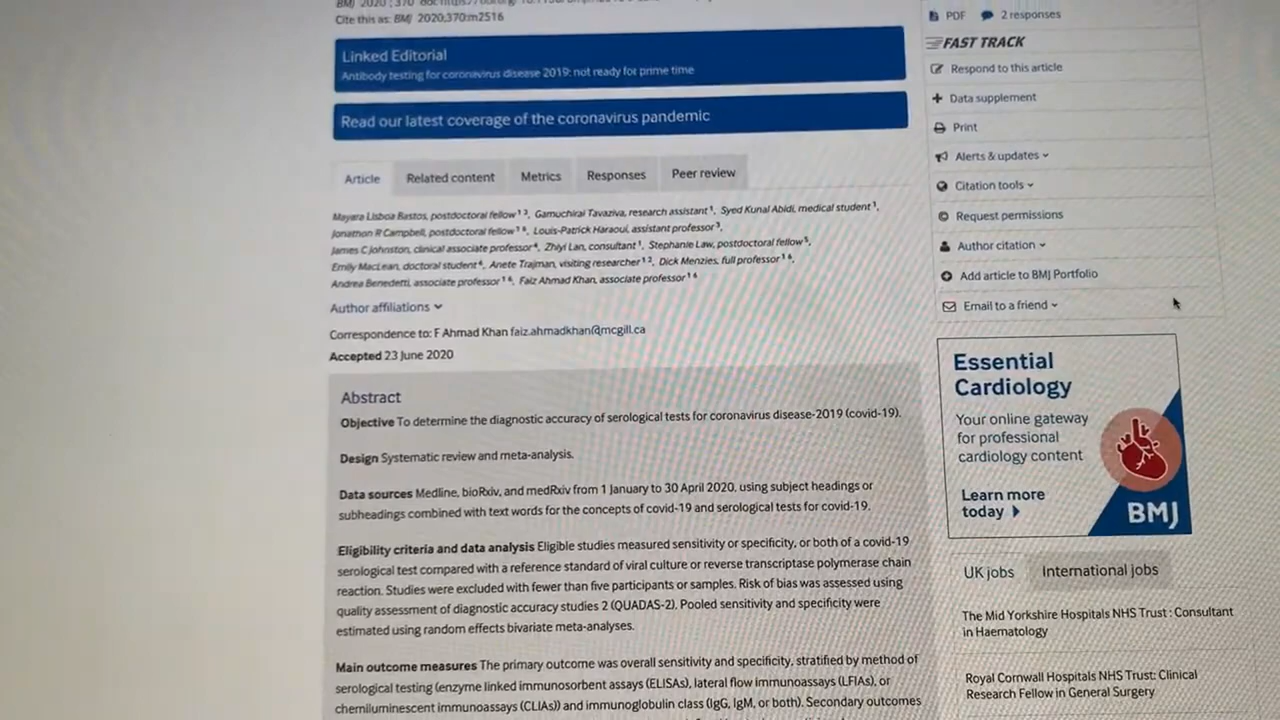 Cite this as: BMJ 2020;370:m2516
Linked Editorial
Antibody testing for coronavirus disease 2019: not ready for prime time
Read our latest coverage of the coronavirus pandemic
Article
Related content
Metrics
Responses
Peer review
Mayara Lisboa Bastos, postdoctoral fellow 1 2, Gamuchirai Tavaziva, research assistant 1, Syed Kunal Abidi, medical student 1,
Jonathon R Campbell, postdoctoral fellow 1 6, Louis-Patrick Haraoui, assistant professor 3,
James C Johnston, clinical associate professor 4, Zhiyi Lan, consultant 1, Stephanie Law, postdoctoral fellow 5,
Emily MacLean, doctoral student 6, Anete Trajman, visiting researcher 1 2, Dick Menzies, full professor 1 6,
Andrea Benedetti, associate professor 1 6, Faiz Ahmad Khan, associate professor 1 6
Author affiliations
Correspondence to: F Ahmad Khan faiz.ahmadkhan@mcgill.ca
Accepted 23 June 2020
Abstract
Objective To determine the diagnostic accuracy of serological tests for coronavirus disease-2019 (covid-19).
Design Systematic review and meta-analysis.
Data sources Medline, bioRxiv, and medRxiv from 1 January to 30 April 2020, using subject headings or
subheadings combined with text words for the concepts of covid-19 and serological tests for covid-19.
Eligibility criteria and data analysis Eligible studies measured sensitivity or specificity, or both of a covid-19
serological test compared with a reference standard of viral culture or reverse transcriptase polymerase chain
reaction. Studies were excluded with fewer than five participants or samples. Risk of bias was assessed using
quality assessment of diagnostic accuracy studies 2 (QUADAS-2). Pooled sensitivity and specificity were
estimated using random effects bivariate meta-analyses.
Main outcome measures The primary outcome was overall sensitivity and specificity, stratified by method of
serological testing (enzyme linked immunosorbent assays (ELISAs), lateral flow immunoassays (LFIAs), or
chemiluminescent immunoassays (CLIAs)) and immunoglobulin class (IgG, IgM, or both). Secondary outcomes
PDF
2 responses
FAST TRACK
Respond to this article
Data supplement
Print
Alerts & updates
Citation tools
Request permissions
Author citation
Add article to BMJ Portfolio
Email to a friend
Essential
Cardiology
Your online gateway
for professional
cardiology content
Learn more
today
BMJ
UK jobs
International jobs
The Mid Yorkshire Hospitals NHS Trust : Consultant
in Haematology
Royal Cornwall Hospitals NHS Trust: Clinical
Research Fellow in General Surgery